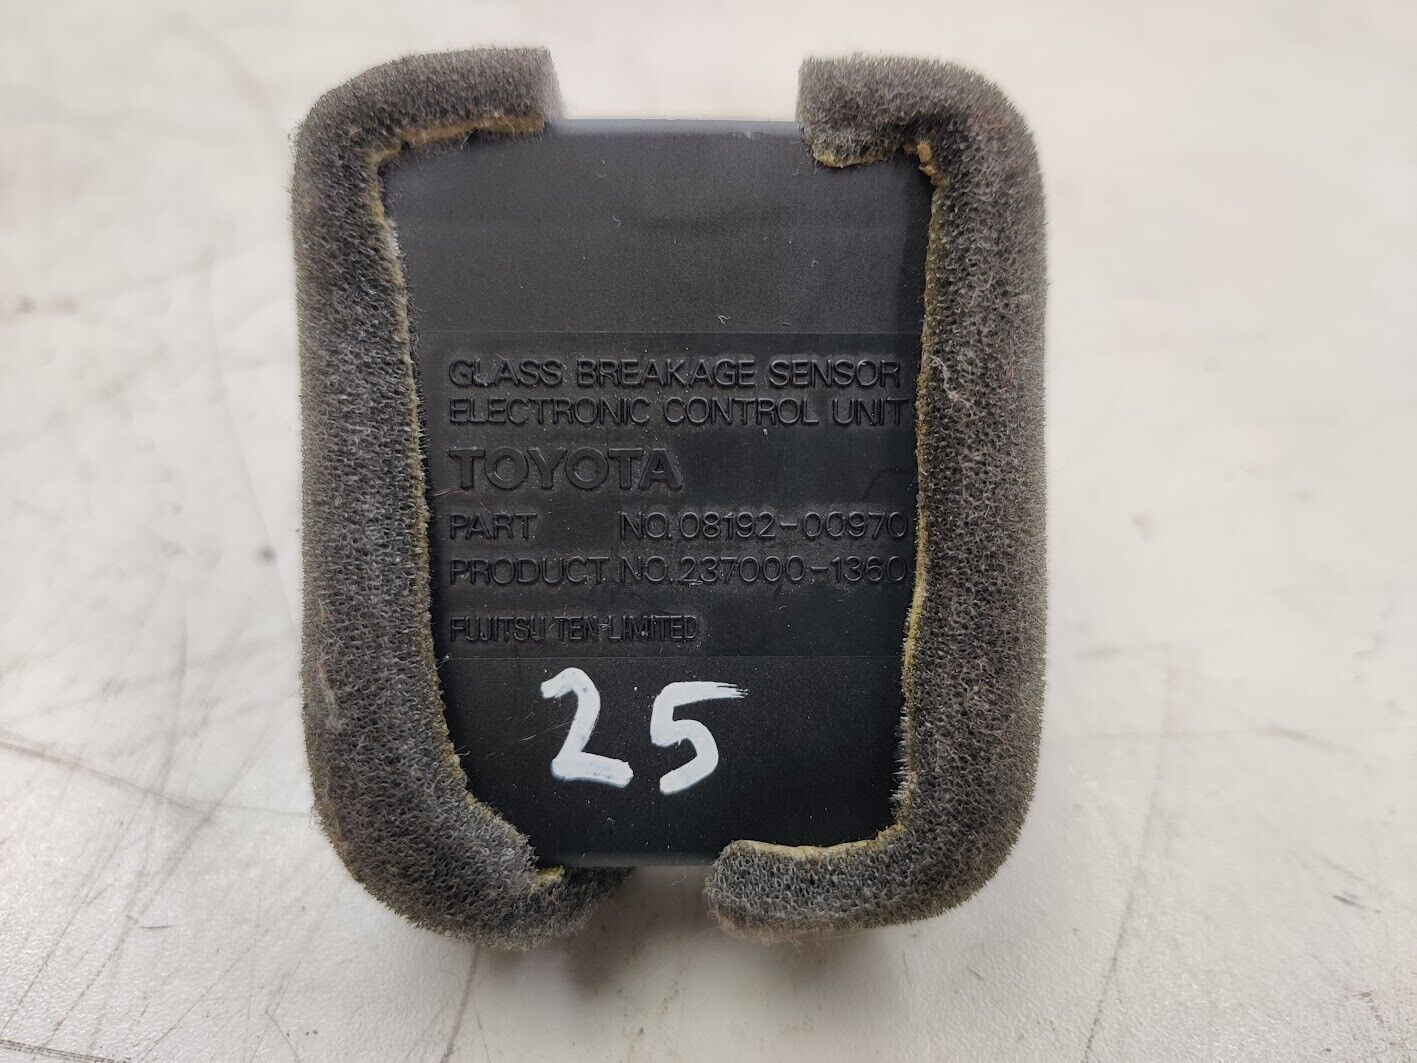 GLASS BREAKAGE SENSOR
ELECTRONIC CONTROL UNIT
TOYOTA
PART NO. 08192-00970
PRODUCT NO. 237000-1360
FUJITSU TEN LIMITED
25